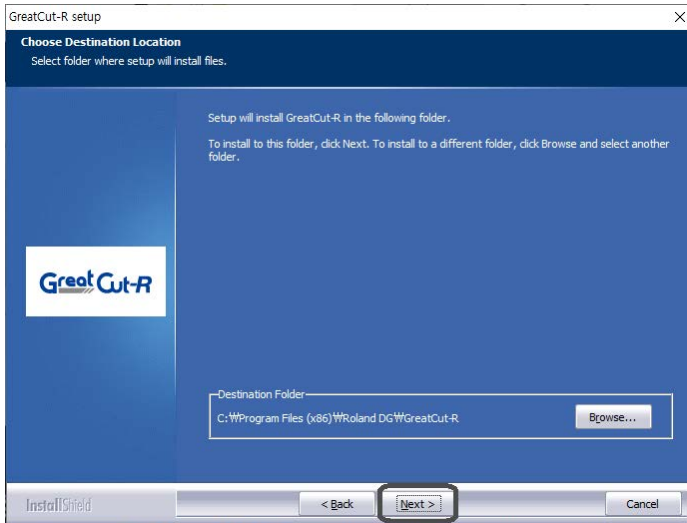 GreatCut-R setup
Choose Destination Location
Select folder where setup will install files.
Setup will install GreatCut-R in the following folder.
To install to this folder, click Next. To install to a different folder, click Browse and select another
folder.
Great Cut-R
Destination Folder
C:₩Program Files (x86)₩Roland DG₩GreatCut-R
Browse...
InstallShield
< Back
Next >
Cancel